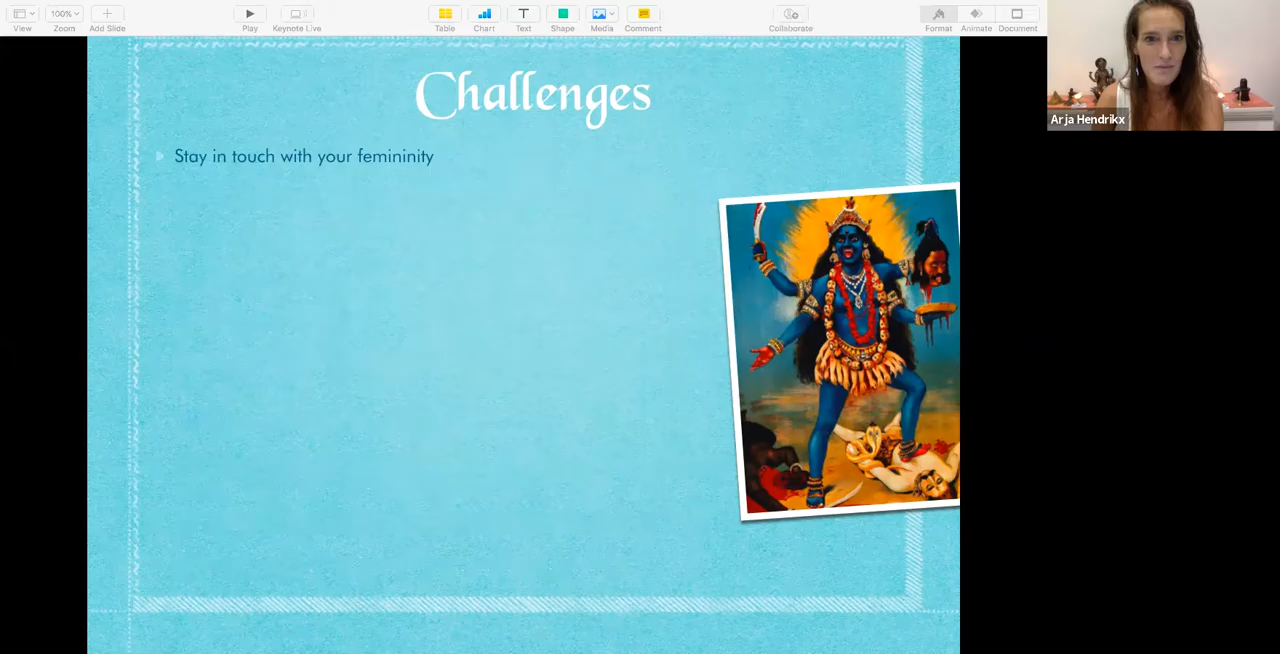 View
100%
Zoom
Add Slide
Play
Keynote Live
Table
Chart
Text
Shape
Media
Comment
Collaborate
Format
Animate
Document
Challenges
Stay in touch with your femininity
Arja Hendrikx